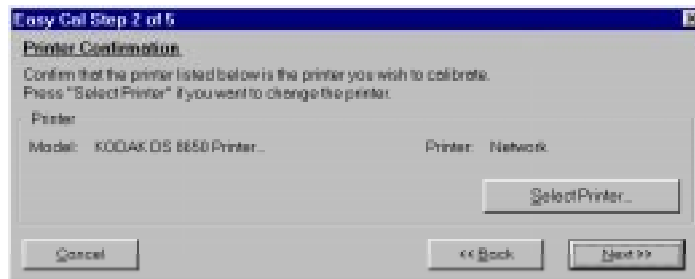 Easy Cal Step 2 of 5
Printer Confirmation
Confirm that the printer listed below is the printer you wish to calibrate.
Press "Select Printer" if you want to change the printer.
Printer
Model: KODAK DS 8650 Printer... Printer: Network
Select Printer...
Cancel << Back Next >>